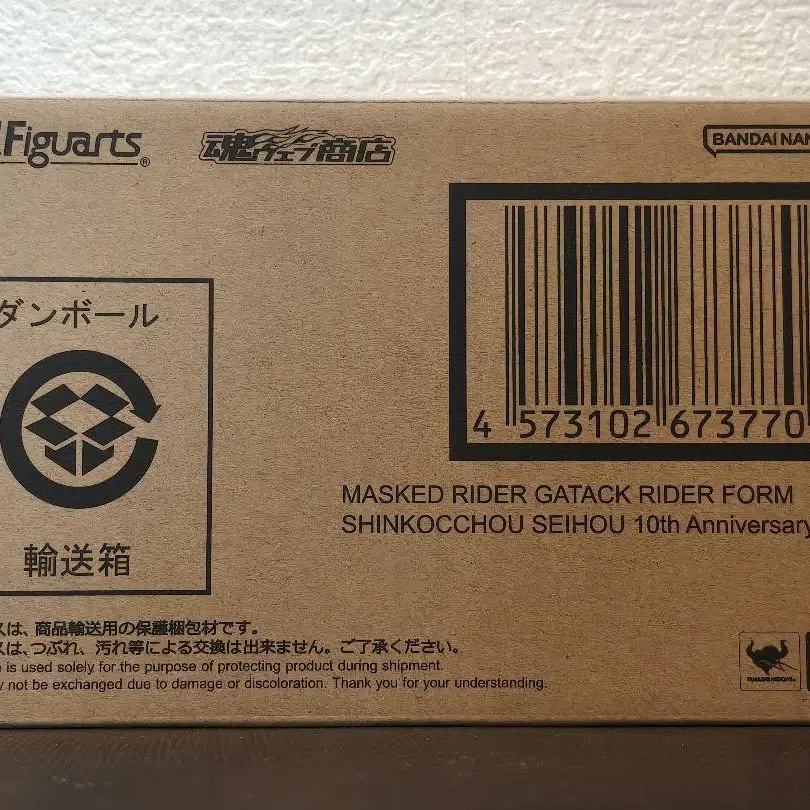 Figuarts®
魂ウェブ商店
BANDAI NAM
ダンボール
輸送箱
4 573102 673770
MASKED RIDER GATACK RIDER FORM
SHINKOCCHOU SEIHOU 10th Anniversary
スは、商品輸送用の保護梱包材です。
スは、つぶれ、汚れ等による交換は出来ません。ご了承ください。
e is used solely for the purpose of protecting product during shipment.
y not be exchanged due to damage or discoloration. Thank you for your understanding.
TAMASHII NATIONS